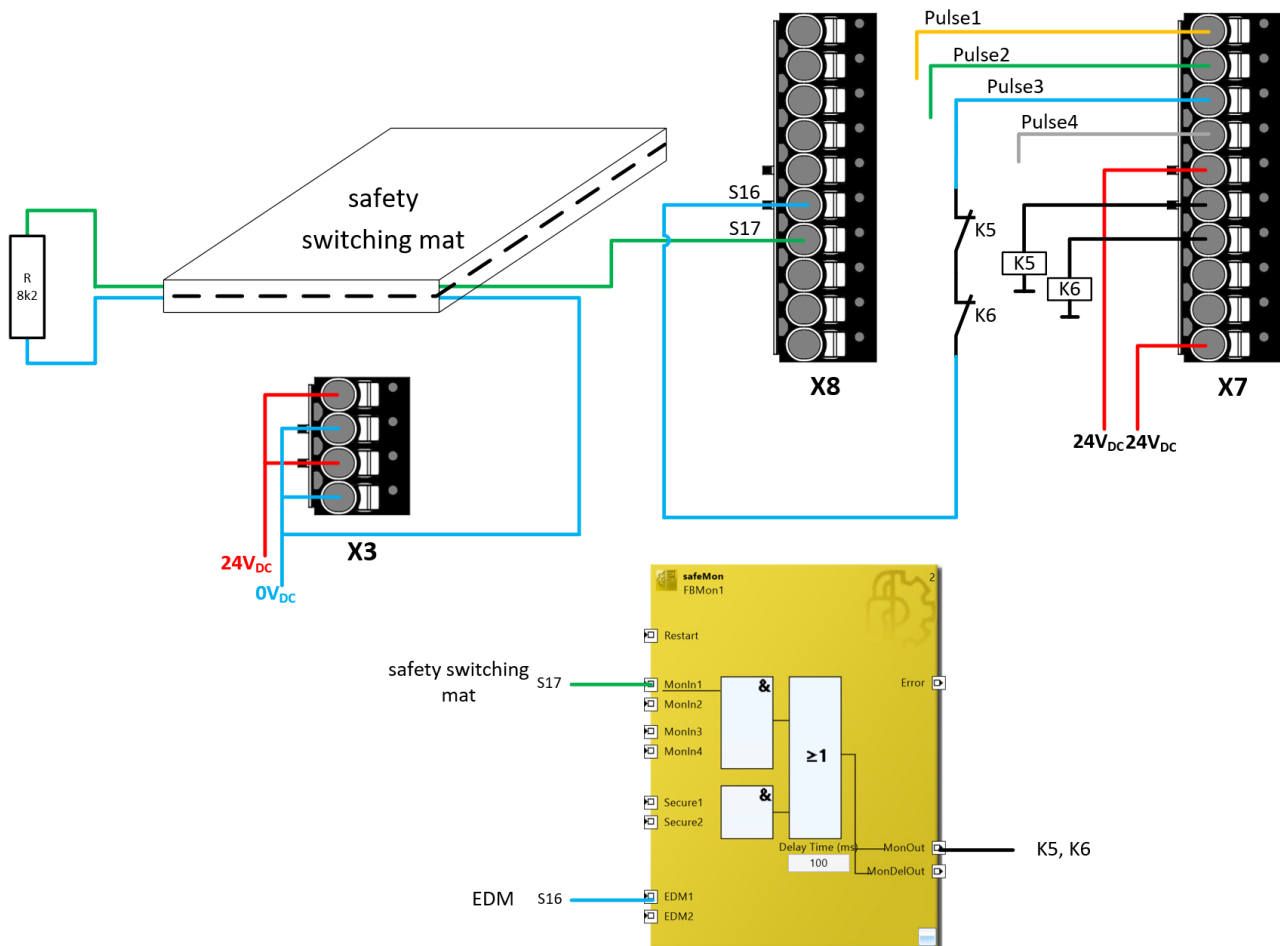 Pulse1
Pulse2
Pulse3
Pulse4
safety
switching mat
S16
S17
R
8k2
K5
K6
K5
K6
X8
X7
24VDC
24VDC
X3
24VDC
0VDC
safeMon
2
FBMon1
Restart
safety switching
mat
S17
MonIn1
&
Error
MonIn2
MonIn3
MonIn4
≥1
Secure1
&
Secure2
Delay Time (ms)
MonOut
K5, K6
100
MonDelOut
EDM
S16
EDM1
EDM2